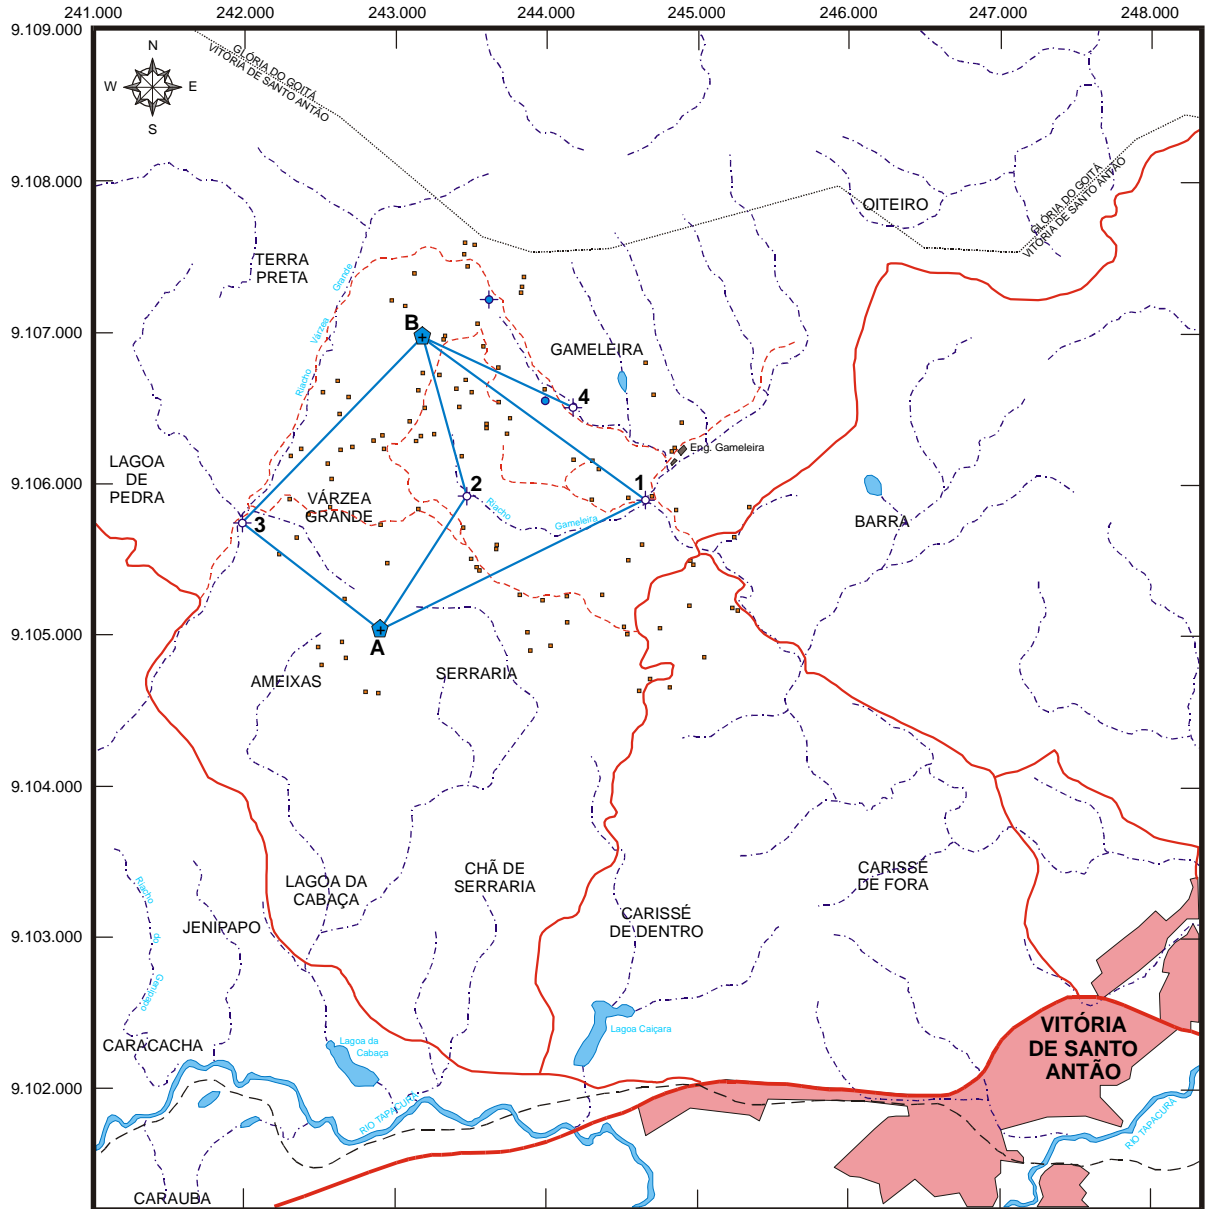 241.000 242.000 243.000 244.000 245.000 246.000 247.000 248.000
9.109.000
N
W E
S
GLÓRIA DO GOITÁ
VITÓRIA DE SANTO ANTÃO
9.108.000
OITEIRO
GLÓRIA DO GOITÁ
VITÓRIA DE SANTO ANTÃO
TERRA
PRETA
Riacho Várzea Grande
9.107.000
B
GAMELEIRA
4
Eng. Gameleira
LAGOA
DE
PEDRA
9.106.000
VÁRZEA
GRANDE
2
1
3
Riacho Gameleira
BARRA
9.105.000
A
AMEIXAS
SERRARIA
9.104.000
CHÃ DE
SERRARIA
LAGOA DA
CABAÇA
CARISSÉ
DE FORA
Riacho do Genipapo
JENIPAPO
CARISSÉ
DE DENTRO
9.103.000
CARACACHA
Lagoa da
Cabaça
Lagoa Caiçara
VITÓRIA
DE SANTO
ANTÃO
9.102.000
RIO TAPACURÁ
RIO TAPACURÁ
CARAUBA